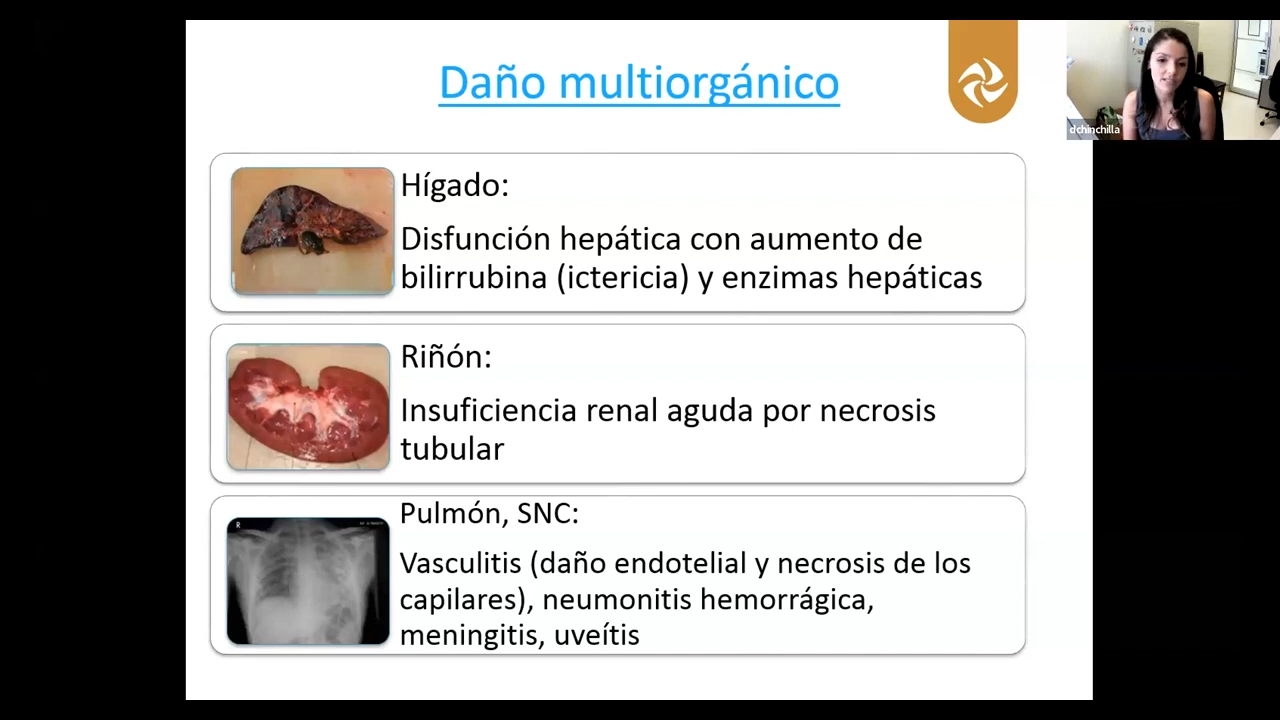 Daño multiorgánico
dchinchilla
Hígado:
Disfunción hepática con aumento de
bilirrubina (ictericia) y enzimas hepáticas
Riñón:
Insuficiencia renal aguda por necrosis
tubular
R
Pulmón, SNC:
Vasculitis (daño endotelial y necrosis de los
capilares), neumonitis hemorrágica,
meningitis, uveítis